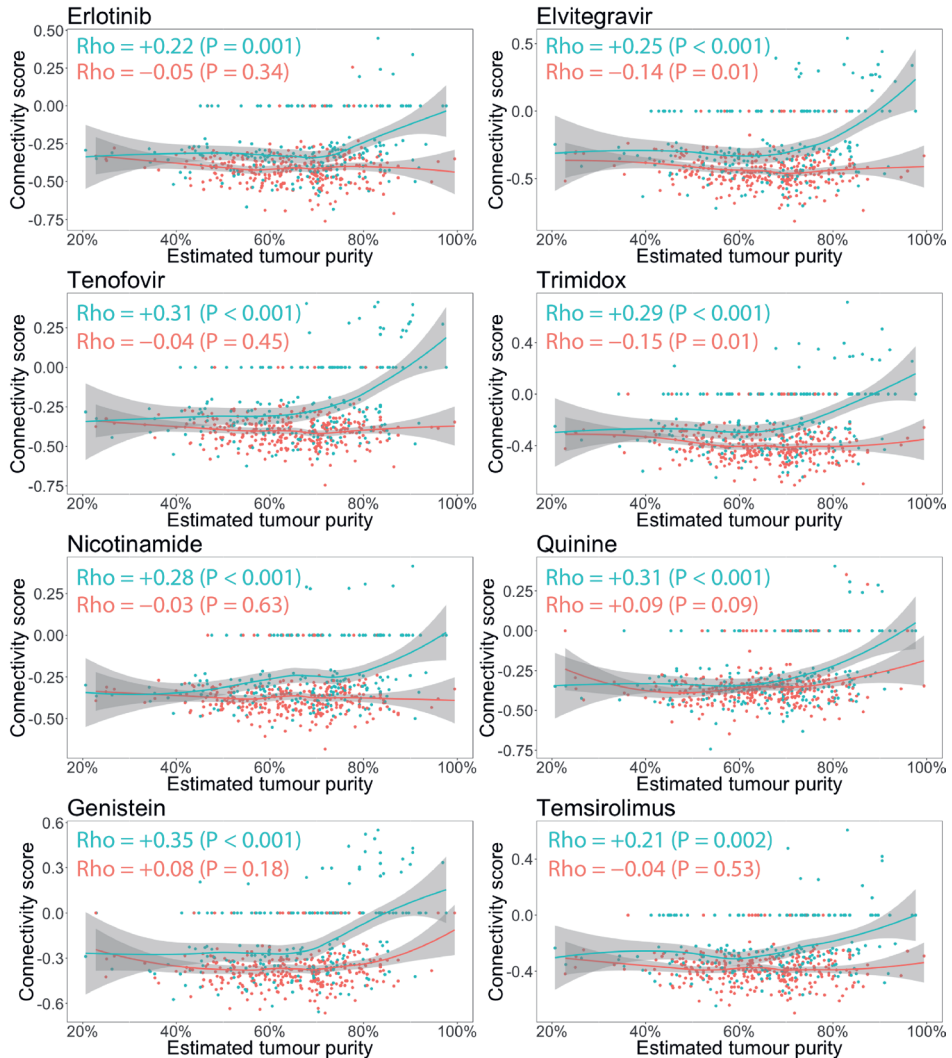 Erlotinib
Rho = +0.22 (P = 0.001)
Rho = −0.05 (P = 0.34)
Connectivity score
0.50
0.25
0.00
-0.25
-0.50
-0.75
20% 40% 60% 80% 100%
Estimated tumour purity
Elvitegravir
Rho = +0.25 (P < 0.001)
Rho = −0.14 (P = 0.01)
Connectivity score
0.5
0.0
-0.5
20% 40% 60% 80% 100%
Estimated tumour purity
Tenofovir
Rho = +0.31 (P < 0.001)
Rho = −0.04 (P = 0.45)
Connectivity score
0.25
0.00
-0.25
-0.50
-0.75
20% 40% 60% 80% 100%
Estimated tumour purity
Trimidox
Rho = +0.29 (P < 0.001)
Rho = −0.15 (P = 0.01)
Connectivity score
0.4
0.0
-0.4
20% 40% 60% 80% 100%
Estimated tumour purity
Nicotinamide
Rho = +0.28 (P < 0.001)
Rho = −0.03 (P = 0.63)
Connectivity score
0.25
0.00
-0.25
-0.50
20% 40% 60% 80% 100%
Estimated tumour purity
Quinine
Rho = +0.31 (P < 0.001)
Rho = +0.09 (P = 0.09)
Connectivity score
0.25
0.00
-0.25
-0.50
-0.75
20% 40% 60% 80% 100%
Estimated tumour purity
Genistein
Rho = +0.35 (P < 0.001)
Rho = +0.08 (P = 0.18)
Connectivity score
0.6
0.3
0.0
-0.3
-0.6
20% 40% 60% 80% 100%
Estimated tumour purity
Temsirolimus
Rho = +0.21 (P = 0.002)
Rho = −0.04 (P = 0.53)
Connectivity score
0.4
0.0
-0.4
20% 40% 60% 80% 100%
Estimated tumour purity